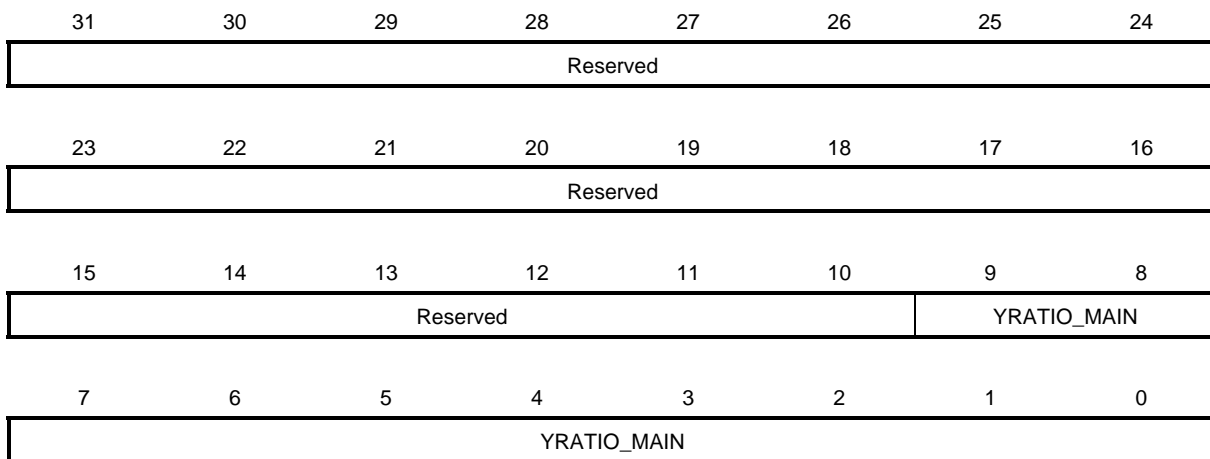 31 30 29 28 27 26 25 24
Reserved
23 22 21 20 19 18 17 16
Reserved
15 14 13 12 11 10 9 8
Reserved YRATIO_MAIN
7 6 5 4 3 2 1 0
YRATIO_MAIN